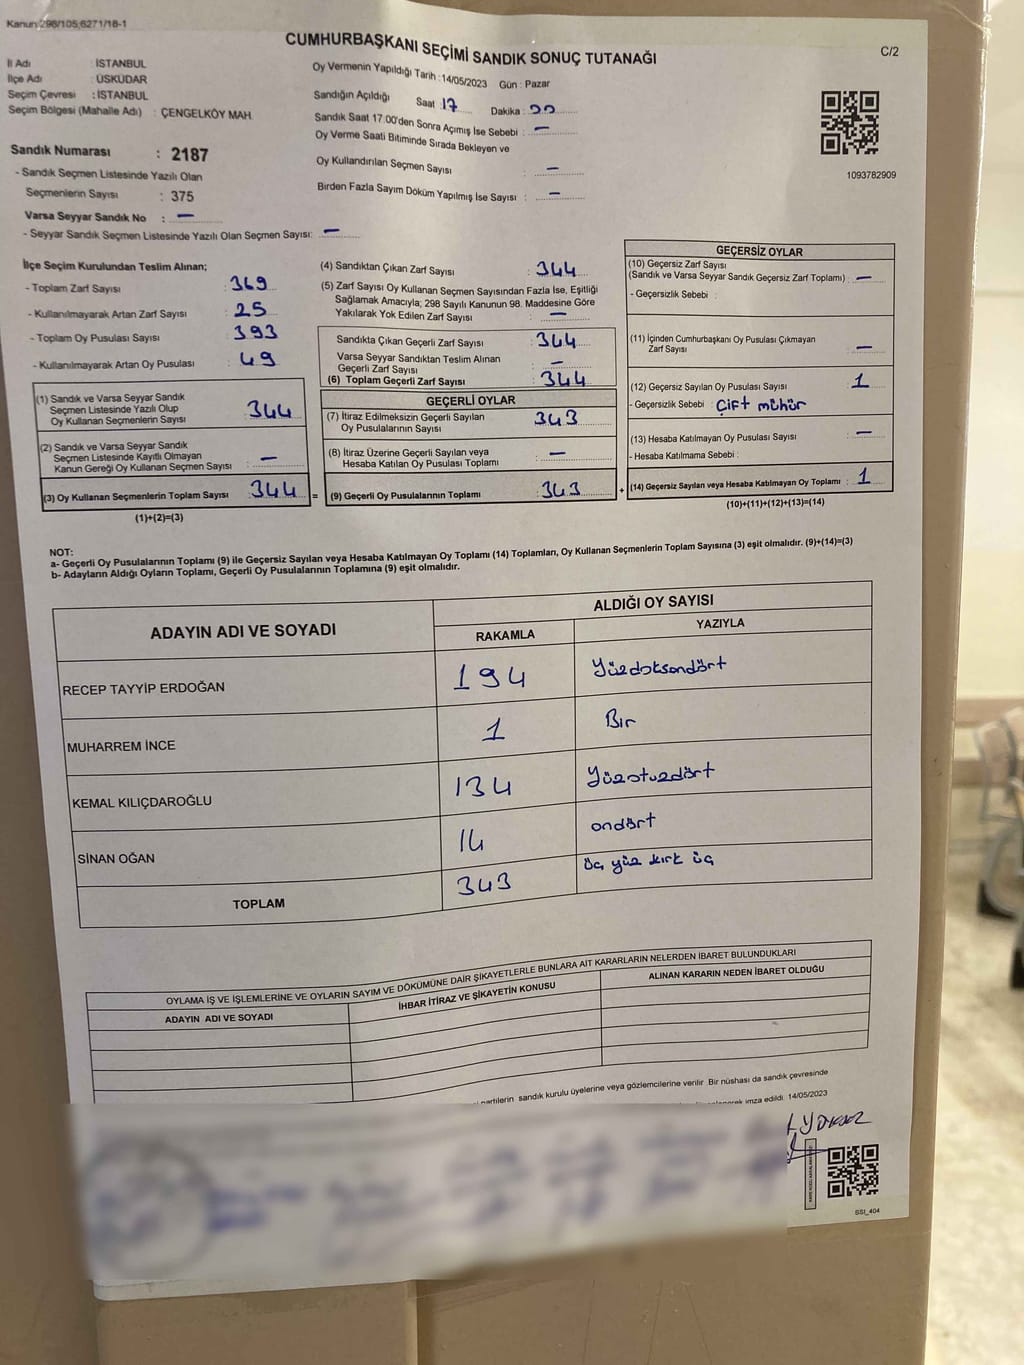 Kanun 298/105,6271/18-1
CUMHURBAŞKANI SEÇİMİ SANDIK SONUÇ TUTANAĞI
C/2
İl Adı : İSTANBUL
İlçe Adı : ÜSKÜDAR
Seçim Çevresi : İSTANBUL
Seçim Bölgesi (Mahalle Adı) : ÇENGELKÖY MAH.
Sandık Numarası : 2187
- Sandık Seçmen Listesinde Yazılı Olan
Seçmenlerin Sayısı : 375
Varsa Seyyar Sandık No : –
- Seyyar Sandık Seçmen Listesinde Yazılı Olan Seçmen Sayısı: –
Oy Vermenin Yapıldığı Tarih : 14/05/2023 Gün : Pazar
Sandığın Açıldığı Saat 17 Dakika : 00
Sandık Saat 17.00'den Sonra Açımış İse Sebebi : –
Oy Verme Saati Bitiminde Sırada Bekleyen ve
Oy Kullandırılan Seçmen Sayısı : –
Birden Fazla Sayım Döküm Yapılmış İse Sayısı : –
1093782909
İlçe Seçim Kurulundan Teslim Alınan;
- Toplam Zarf Sayısı : 369
- Kullanılmayarak Artan Zarf Sayısı : 25
- Toplam Oy Pusulası Sayısı : 393
- Kullanılmayarak Artan Oy Pusulası : 49
(1) Sandık ve Varsa Seyyar Sandık
Seçmen Listesinde Yazılı Olup
Oy Kullanan Seçmenlerin Sayısı : 344
(2) Sandık ve Varsa Seyyar Sandık
Seçmen Listesinde Kayıtlı Olmayan
Kanun Gereği Oy Kullanan Seçmen Sayısı : –
(3) Oy Kullanan Seçmenlerin Toplam Sayısı : 344
(1)+(2)=(3)
(4) Sandıktan Çıkan Zarf Sayısı : 344
(5) Zarf Sayısı Oy Kullanan Seçmen Sayısından Fazla İse, Eşitliği
Sağlamak Amacıyla; 298 Sayılı Kanunun 98. Maddesine Göre
Yakılarak Yok Edilen Zarf Sayısı : –
Sandıkta Çıkan Geçerli Zarf Sayısı : 344
Varsa Seyyar Sandıktan Teslim Alınan
Geçerli Zarf Sayısı : –
(6) Toplam Geçerli Zarf Sayısı : 344
GEÇERLİ OYLAR
(7) İtiraz Edilmeksizin Geçerli Sayılan
Oy Pusulalarının Sayısı : 343
(8) İtiraz Üzerine Geçerli Sayılan veya
Hesaba Katılan Oy Pusulası Toplamı : –
= (9) Geçerli Oy Pusulalarının Toplamı : 343 +
GEÇERSİZ OYLAR
(10) Geçersiz Zarf Sayısı
(Sandık ve Varsa Seyyar Sandık Geçersiz Zarf Toplamı) : –
- Geçersizlik Sebebi :
(11) İçinden Cumhurbaşkanı Oy Pusulası Çıkmayan
Zarf Sayısı : –
(12) Geçersiz Sayılan Oy Pusulası Sayısı : 1
- Geçersizlik Sebebi : Çift mühür
(13) Hesaba Katılmayan Oy Pusulası Sayısı : –
- Hesaba Katılmama Sebebi :
(14) Geçersiz Sayılan veya Hesaba Katılmayan Oy Toplamı : 1
(10)+(11)+(12)+(13)=(14)
NOT:
a- Geçerli Oy Pusulalarının Toplamı (9) ile Geçersiz Sayılan veya Hesaba Katılmayan Oy Toplamı (14) Toplamları, Oy Kullanan Seçmenlerin Toplam Sayısına (3) eşit olmalıdır. (9)+(14)=(3)
b- Adayların Aldığı Oyların Toplamı, Geçerli Oy Pusulalarının Toplamına (9) eşit olmalıdır.
ADAYIN ADI VE SOYADI ALDIĞI OY SAYISI
RAKAMLA YAZIYLA
RECEP TAYYİP ERDOĞAN 194 Yüzdoksandört
MUHARREM İNCE 1 Bir
KEMAL KILIÇDAROĞLU 134 Yüzotuzdört
SİNAN OĞAN 14 ondört
TOPLAM 343 üç yüz kırk üç
OYLAMA İŞ VE İŞLEMLERİNE VE OYLARIN SAYIM VE DÖKÜMÜNE DAİR ŞİKAYETLERLE BUNLARA AİT KARARLARIN NELERDEN İBARET BULUNDUKLARI
ADAYIN ADI VE SOYADI İHBAR İTİRAZ VE ŞİKAYETİN KONUSU ALINAN KARARIN NEDEN İBARET OLDUĞU
partilerin sandık kurulu üyelerine veya gözlemcilerine verilir Bir nüshası da sandık çevresinde
imza edildi 14/05/2023
SSI_404